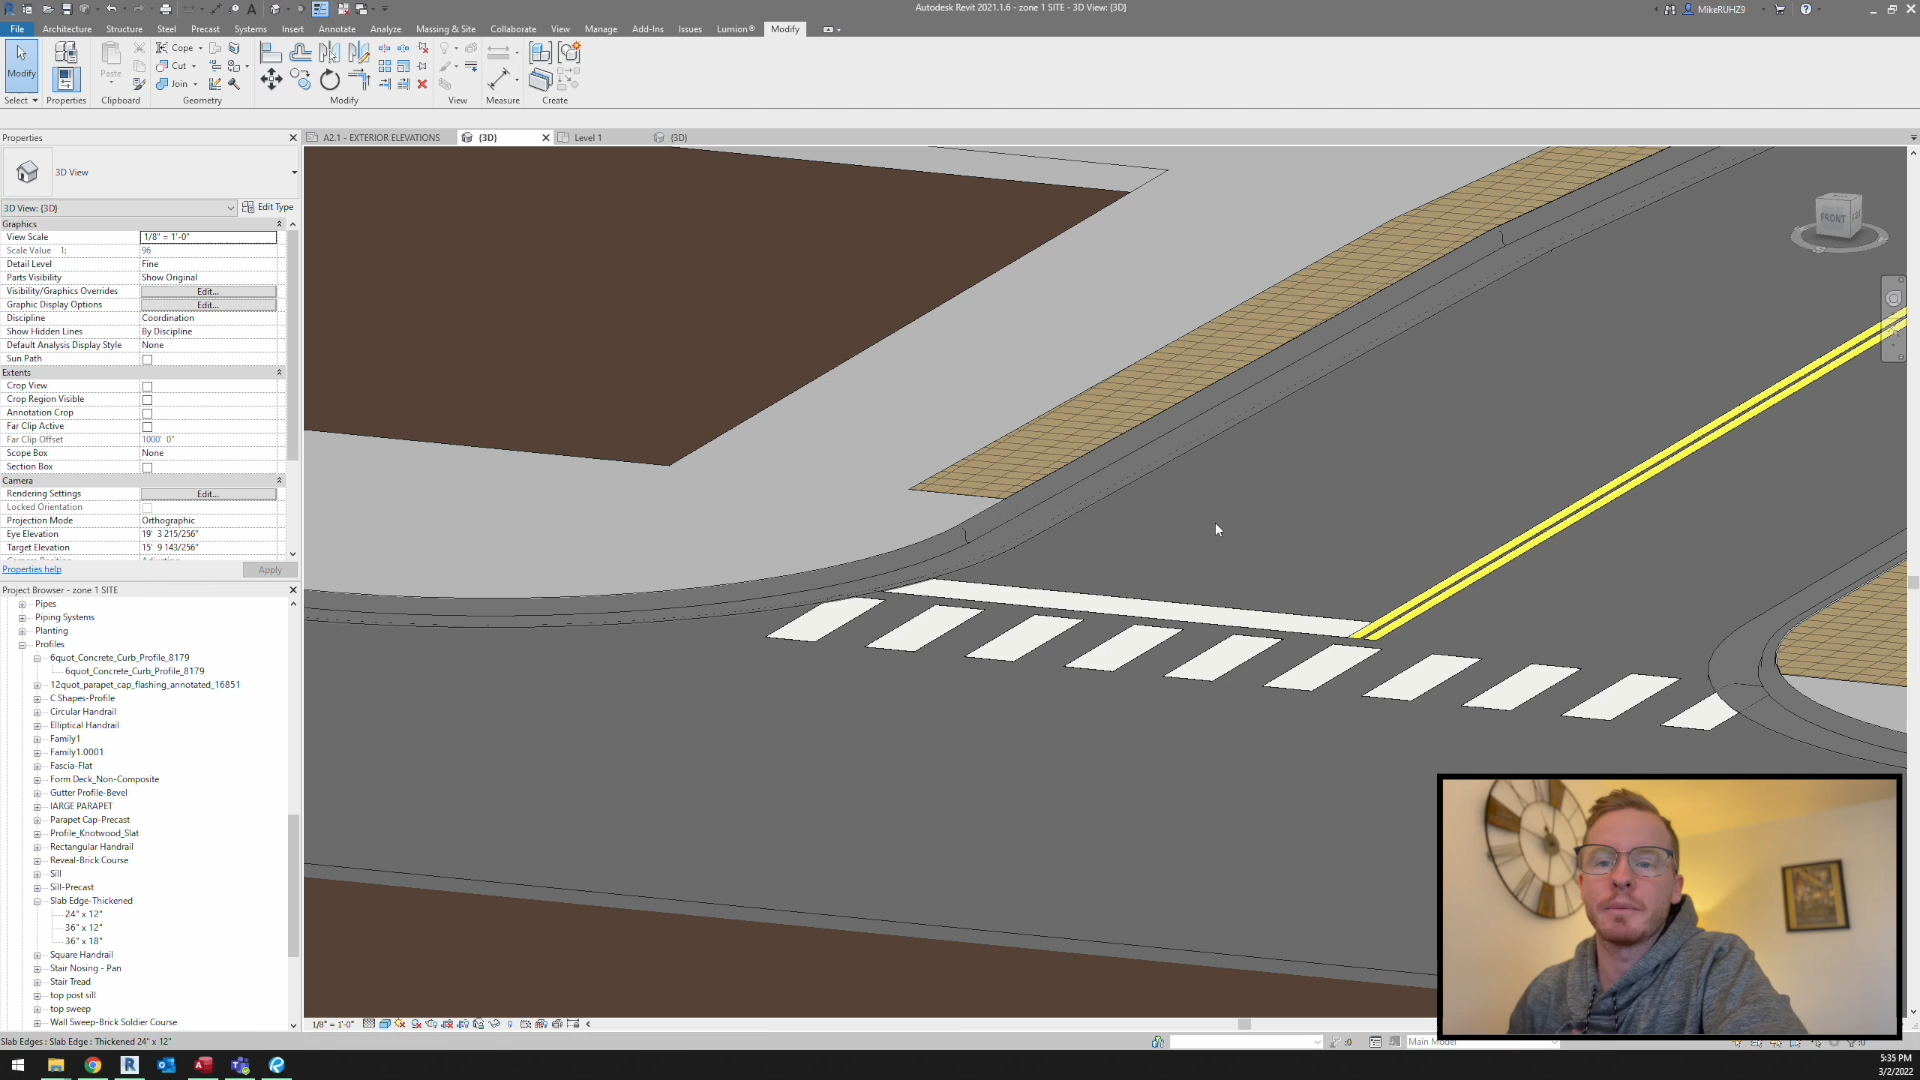 Autodesk Revit 2021.1.6 - zone 1 SITE - 3D View: {3D}
MikeRUHZ9
File
Architecture
Structure
Steel
Precast
Systems
Insert
Annotate
Analyze
Massing & Site
Collaborate
View
Manage
Add-Ins
Issues
Lumion®
Modify
Modify
Paste
Cope
Cut
Join
Select
Properties
Clipboard
Geometry
Modify
View
Measure
Create
Properties
A2.1 - EXTERIOR ELEVATIONS
{3D}
Level 1
{3D}
3D View
3D View: {3D}
Edit Type
Graphics
View Scale 1/8" = 1'-0"
Scale Value 1: 96
Detail Level Fine
Parts Visibility Show Original
Visibility/Graphics Overrides Edit...
Graphic Display Options Edit...
Discipline Coordination
Show Hidden Lines By Discipline
Default Analysis Display Style None
Sun Path
Extents
Crop View
Crop Region Visible
Annotation Crop
Far Clip Active
Far Clip Offset 1000' 0"
Scope Box None
Section Box
Camera
Rendering Settings Edit...
Locked Orientation
Projection Mode Orthographic
Eye Elevation 19' 3 215/256"
Target Elevation 15' 9 143/256"
Properties help
Apply
FRONT
Project Browser - zone 1 SITE
Pipes
Piping Systems
Planting
Profiles
6quot_Concrete_Curb_Profile_8179
6quot_Concrete_Curb_Profile_8179
12quot_parapet_cap_flashing_annotated_16851
C Shapes-Profile
Circular Handrail
Elliptical Handrail
Family1
Family1.0001
Fascia-Flat
Form Deck_Non-Composite
Gutter Profile-Bevel
lARGE PARAPET
Parapet Cap-Precast
Profile_Knotwood_Slat
Rectangular Handrail
Reveal-Brick Course
Sill
Sill-Precast
Slab Edge-Thickened
24" x 12"
36" x 12"
36" x 18"
Square Handrail
Stair Nosing - Pan
Stair Tread
top post sill
top sweep
Wall Sweep-Brick Soldier Course
1/8" = 1'-0"
Slab Edges : Slab Edge : Thickened 24" x 12"
:0
Main Model
:0
5:35 PM
3/2/2022